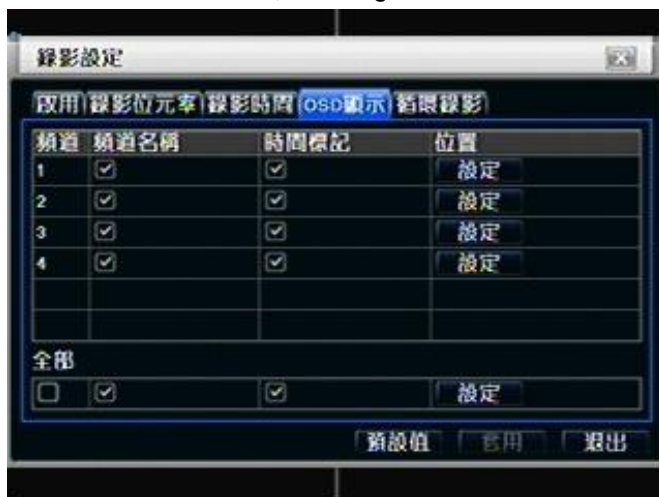 錄影設定
啟用 錄影位元率 錄影時間 OSD顯示 循環錄影
頻道 頻道名稱 時間標記 位置
1 設定
2 設定
3 設定
4 設定
全部
設定
預設值 套用 退出